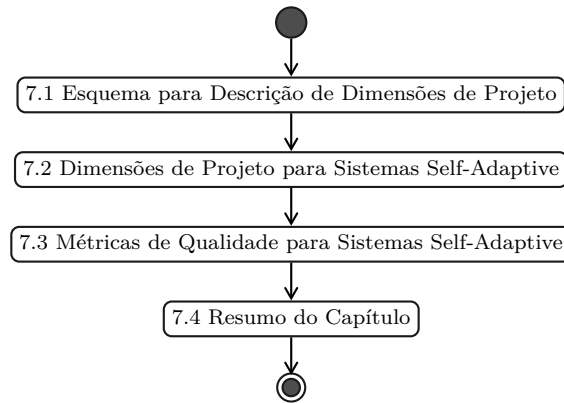 7.1 Esquema para Descrição de Dimensões de Projeto
7.2 Dimensões de Projeto para Sistemas Self-Adaptive
7.3 Métricas de Qualidade para Sistemas Self-Adaptive
7.4 Resumo do Capítulo